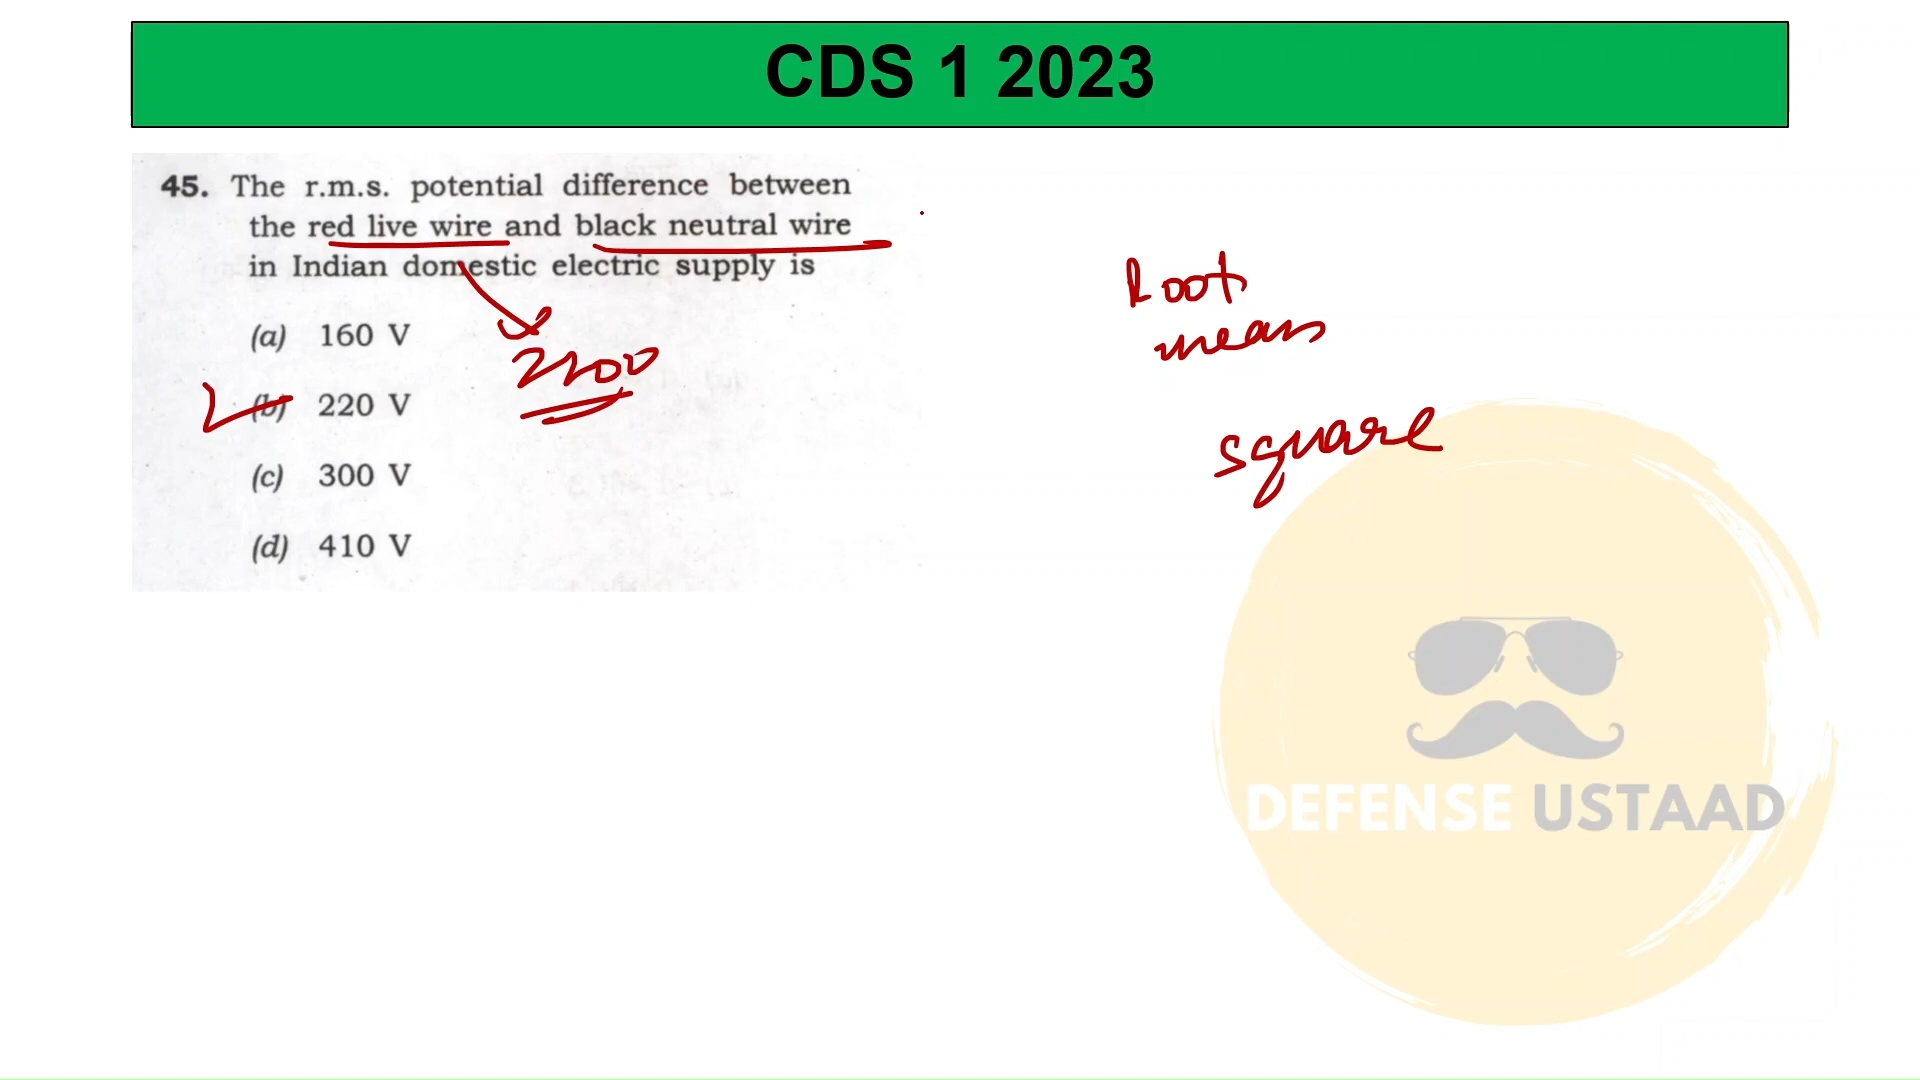 CDS 1 2023
45. The r.m.s. potential difference between
the red live wire and black neutral wire
in Indian domestic electric supply is
(a) 160 V
220V
(b) 220 V
(c) 300 V
(d) 410 V
Root
mean
square
DEFENSE USTAAD